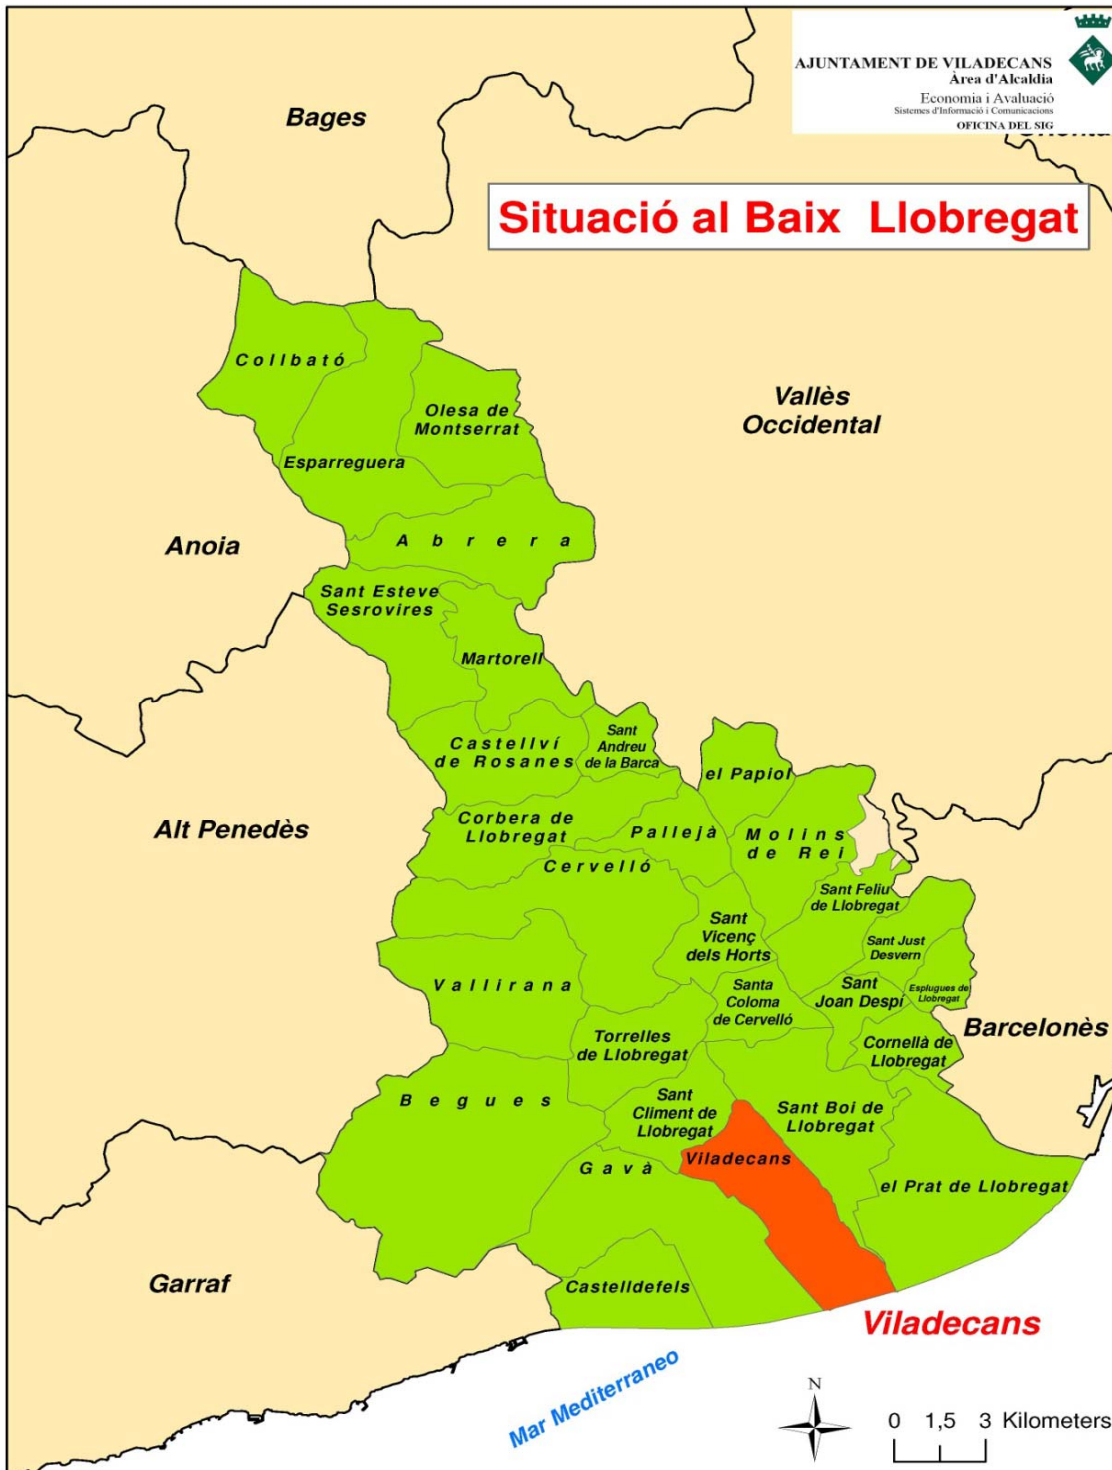 AJUNTAMENT DE VILADECANS
Àrea d'Alcaldia
Economia i Avaluació
Sistemes d'Informació i Comunicacions
OFICINA DEL SIG
Bages
Situació al Baix Llobregat
Collbató
Vallès
Occidental
Olesa de
Montserrat
Esparreguera
Anoia
Abrera
Sant Esteve
Sesrovires
Martorell
Castellví
de Rosanes
Sant
Andreu
de la Barca
el Papiol
Alt Penedès
Corbera de
Llobregat
Pallejà
Molins
de Rei
Cervelló
Sant Feliu
de Llobregat
Sant
Vicenç
dels Horts
Sant Just
Desvern
Vallirana
Santa
Coloma
de Cervelló
Sant
Joan Despí
Esplugues de
Llobregat
Barcelonès
Torrelles
de Llobregat
Cornellà de
Llobregat
Begues
Sant
Climent de
Llobregat
Sant Boi de
Llobregat
Gavà
Viladecans
el Prat de Llobregat
Garraf
Castelldefels
Viladecans
Mar Mediterraneo
N
0 1,5 3 Kilometers